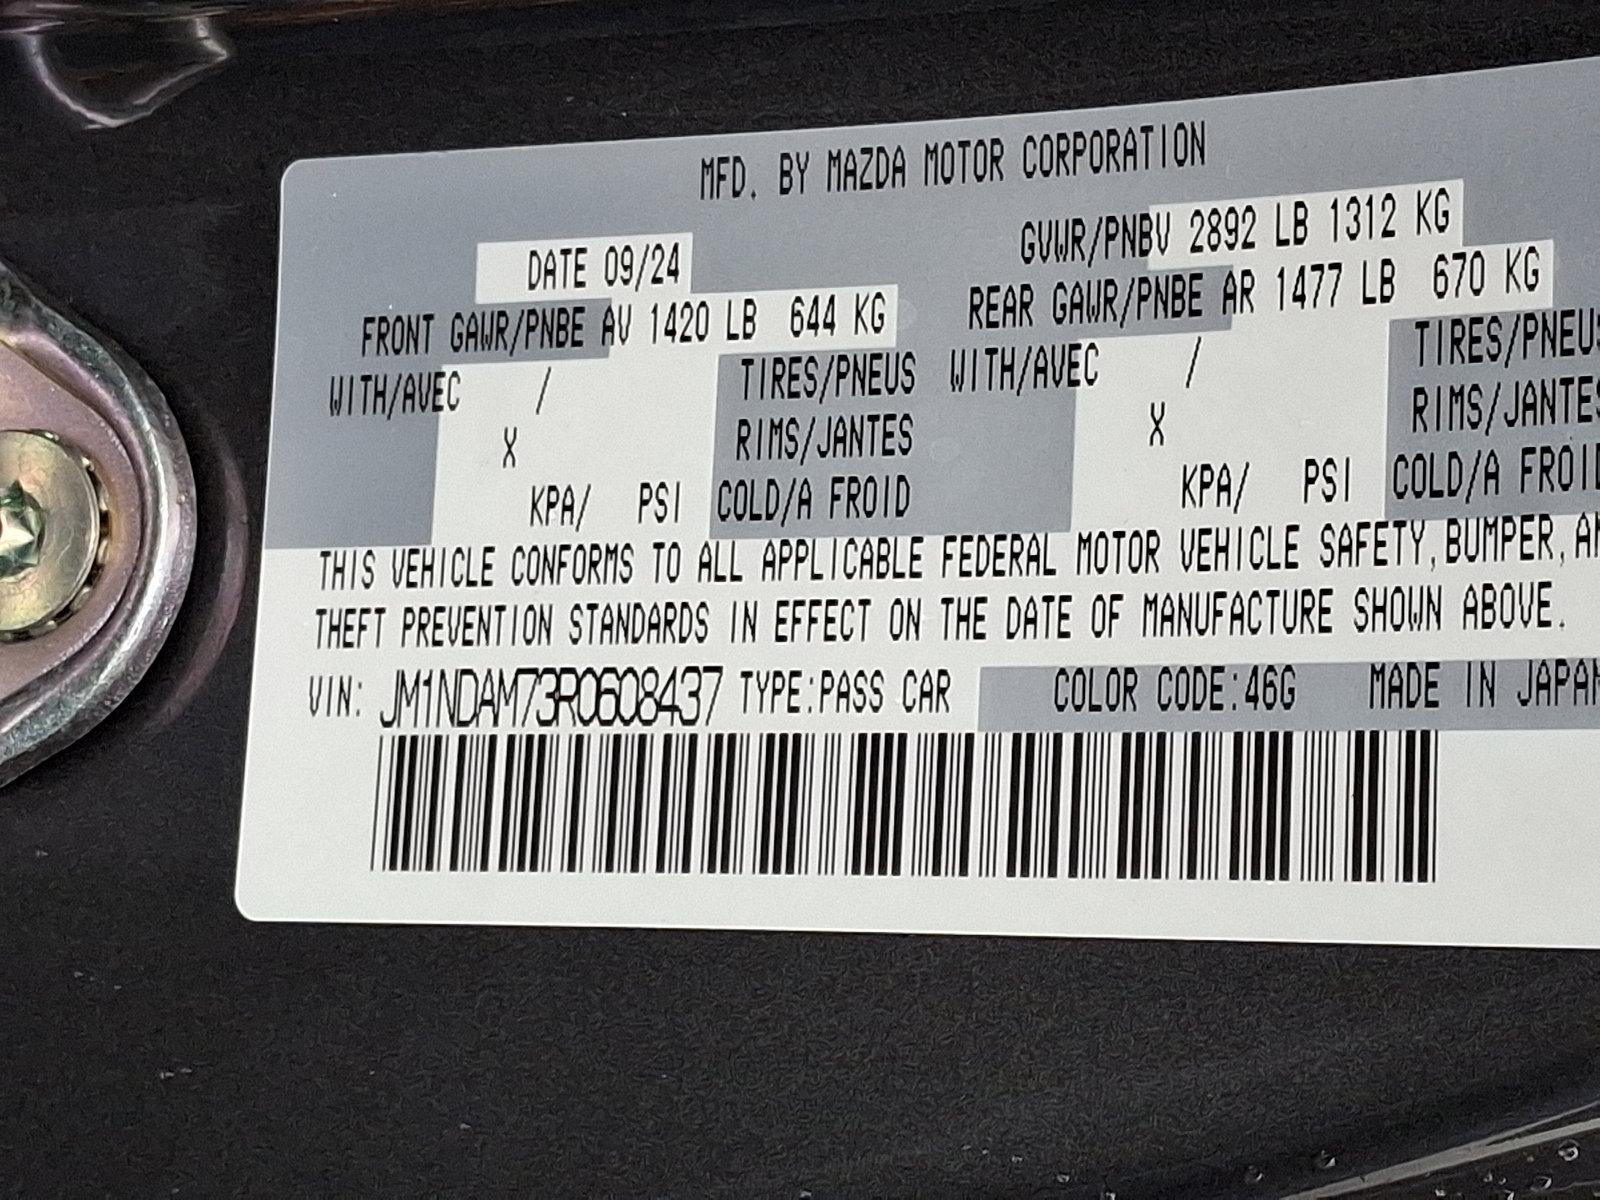 MFD. BY MAZDA MOTOR CORPORATION
DATE 09/24 GVWR/PNBV 2892 LB 1312 KG
FRONT GAWR/PNBE AV 1420 LB 644 KG REAR GAWR/PNBE AR 1477 LB 670 KG
WITH/AVEC / TIRES/PNEUS WITH/AVEC / TIRES/PNEUS
X RIMS/JANTES X RIMS/JANTES
KPA/ PSI COLD/A FROID KPA/ PSI COLD/A FROID
THIS VEHICLE CONFORMS TO ALL APPLICABLE FEDERAL MOTOR VEHICLE SAFETY, BUMPER, AN
THEFT PREVENTION STANDARDS IN EFFECT ON THE DATE OF MANUFACTURE SHOWN ABOVE.
VIN: JM1NDAM73R0608437 TYPE:PASS CAR COLOR CODE:46G MADE IN JAPAN